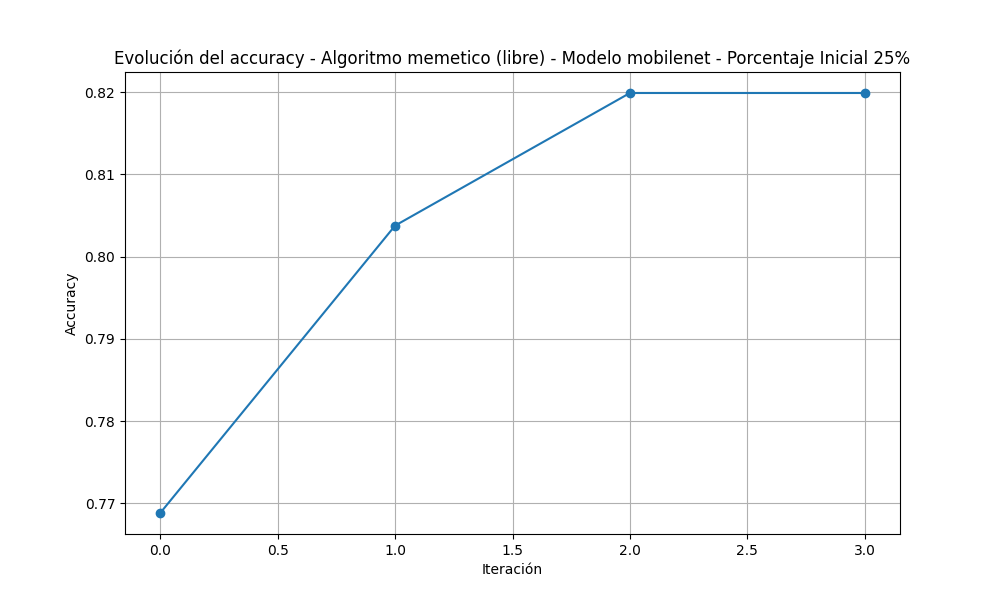 Evolución del accuracy - Algoritmo memetico (libre) - Modelo mobilenet - Porcentaje Inicial 25%
0.82
0.81
0.80
0.79
0.78
0.77
Accuracy
0.0 0.5 1.0 1.5 2.0 2.5 3.0
Iteración